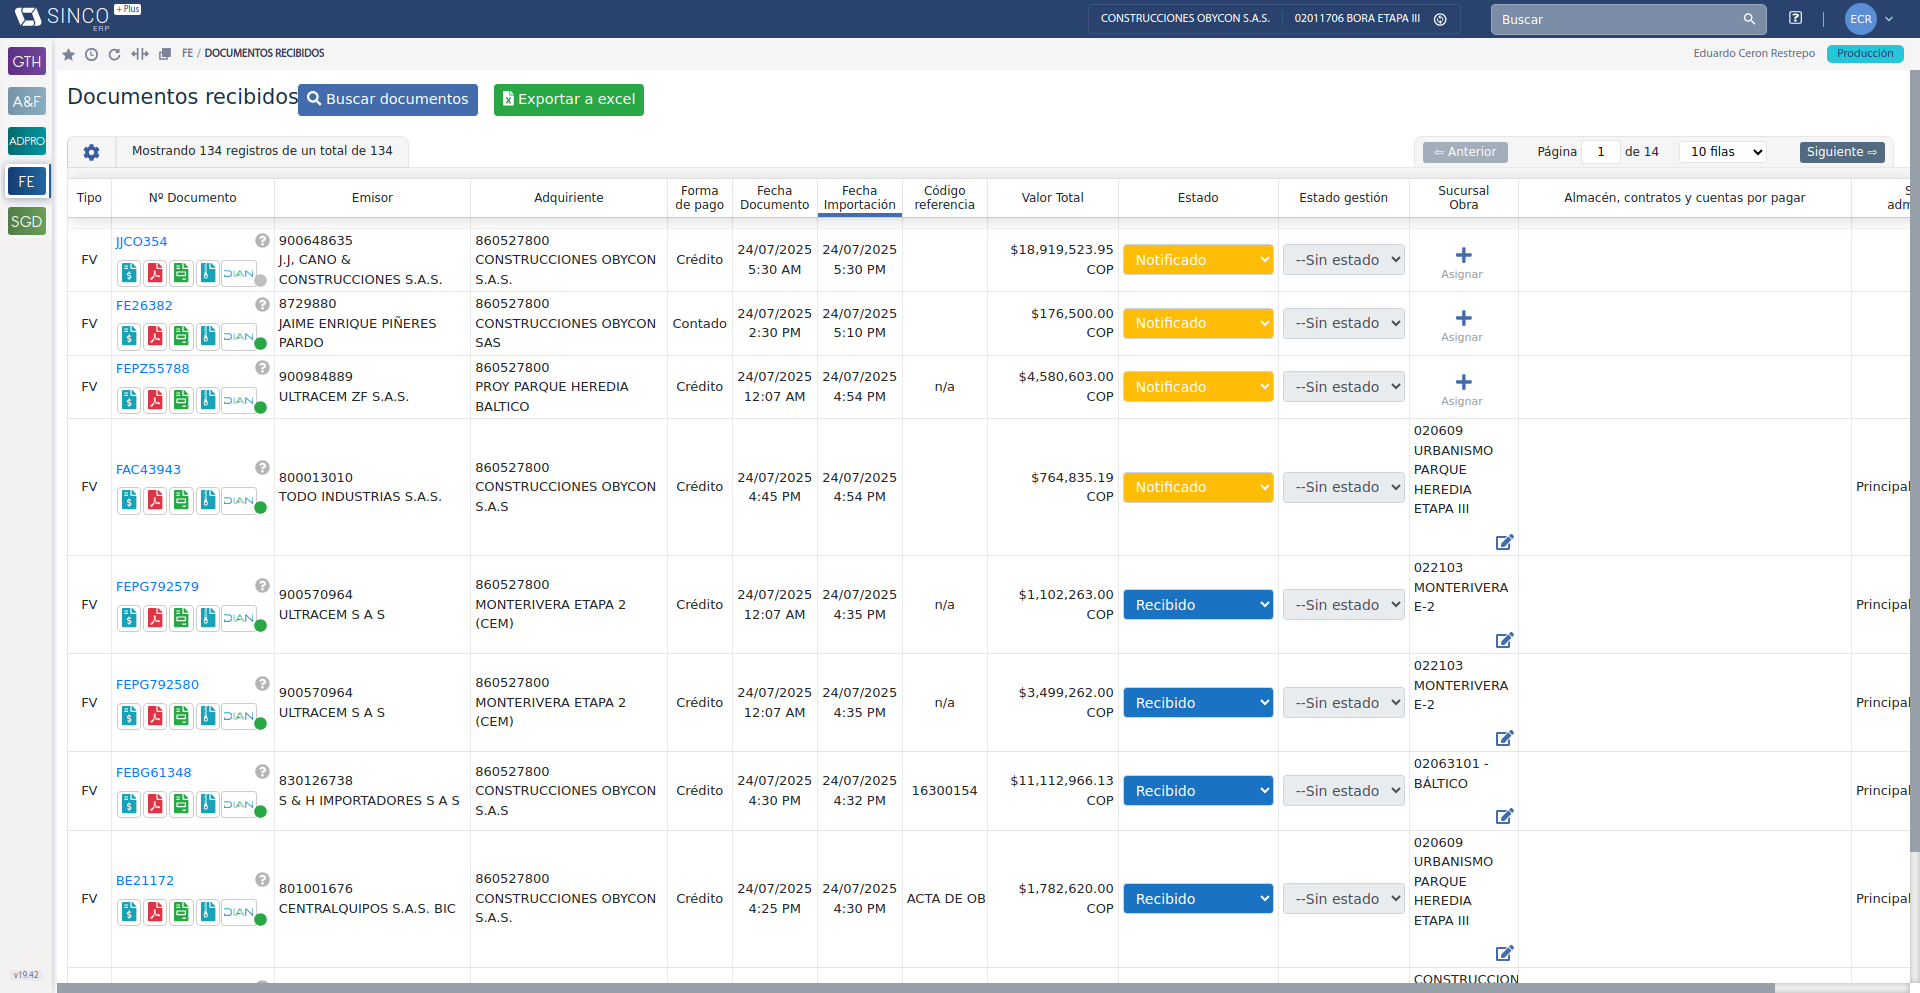 SINCO + Plus
ERP
CONSTRUCCIONES OBYCON S.A.S.
02011706 BORA ETAPA III
Buscar
ECR
GTH
A&F
ADPRO
FE
SGD
v19.42
FE / DOCUMENTOS RECIBIDOS
Eduardo Ceron Restrepo
Producción
Documentos recibidos
Buscar documentos
Exportar a excel
Mostrando 134 registros de un total de 134
⇦ Anterior
Página 1 de 14
10 filas
Siguiente ⇨
Tipo
Nº Documento
Emisor
Adquiriente
Forma
de pago
Fecha
Documento
Fecha
Importación
Código
referencia
Valor Total
Estado
Estado gestión
Sucursal
Obra
Almacén, contratos y cuentas por pagar
S
adm
FV
JJCO354
DIAN
900648635
J.J, CANO &
CONSTRUCCIONES S.A.S.
860527800
CONSTRUCCIONES OBYCON
S.A.S.
Crédito
24/07/2025
5:30 AM
24/07/2025
5:30 PM
$18,919,523.95
COP
Notificado
--Sin estado
Asignar
FV
FE26382
DIAN
8729880
JAIME ENRIQUE PIÑERES
PARDO
860527800
CONSTRUCCIONES OBYCON
SAS
Contado
24/07/2025
2:30 PM
24/07/2025
5:10 PM
$176,500.00
COP
Notificado
--Sin estado
Asignar
FV
FEPZ55788
DIAN
900984889
ULTRACEM ZF S.A.S.
860527800
PROY PARQUE HEREDIA
BALTICO
Crédito
24/07/2025
12:07 AM
24/07/2025
4:54 PM
n/a
$4,580,603.00
COP
Notificado
--Sin estado
Asignar
FV
FAC43943
DIAN
800013010
TODO INDUSTRIAS S.A.S.
860527800
CONSTRUCCIONES OBYCON
S.A.S
Crédito
24/07/2025
4:45 PM
24/07/2025
4:54 PM
$764,835.19
COP
Notificado
--Sin estado
020609
URBANISMO
PARQUE
HEREDIA
ETAPA III
Principal
FV
FEPG792579
DIAN
900570964
ULTRACEM S A S
860527800
MONTERIVERA ETAPA 2
(CEM)
Crédito
24/07/2025
12:07 AM
24/07/2025
4:35 PM
n/a
$1,102,263.00
COP
Recibido
--Sin estado
022103
MONTERIVERA
E-2
Principal
FV
FEPG792580
DIAN
900570964
ULTRACEM S A S
860527800
MONTERIVERA ETAPA 2
(CEM)
Crédito
24/07/2025
12:07 AM
24/07/2025
4:35 PM
n/a
$3,499,262.00
COP
Recibido
--Sin estado
022103
MONTERIVERA
E-2
Principal
FV
FEBG61348
DIAN
830126738
S & H IMPORTADORES S A S
860527800
CONSTRUCCIONES OBYCON
S.A.S
Crédito
24/07/2025
4:30 PM
24/07/2025
4:32 PM
16300154
$11,112,966.13
COP
Recibido
--Sin estado
02063101 -
BÁLTICO
Principal
FV
BE21172
DIAN
801001676
CENTRALQUIPOS S.A.S. BIC
860527800
CONSTRUCCIONES OBYCON
S.A.S.
Crédito
24/07/2025
4:25 PM
24/07/2025
4:30 PM
ACTA DE OB
$1,782,620.00
COP
Recibido
--Sin estado
020609
URBANISMO
PARQUE
HEREDIA
ETAPA III
Principal
CONSTRUCCION